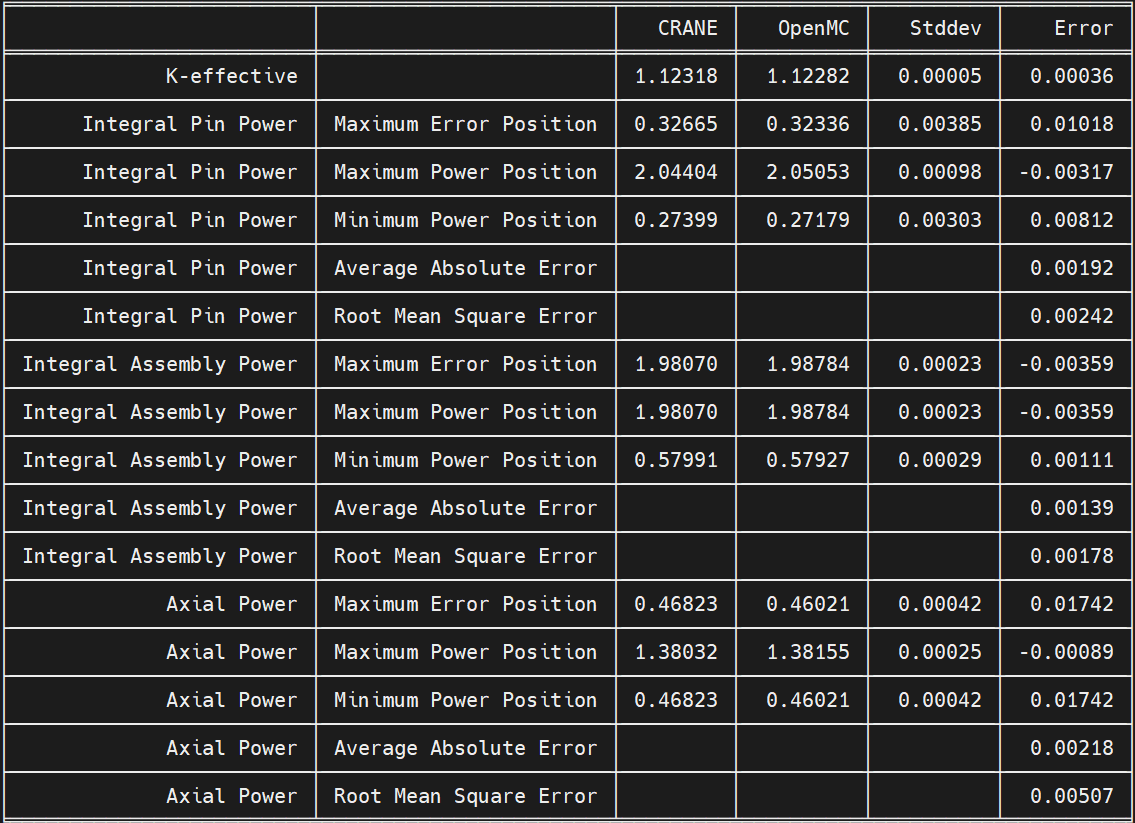 CRANE OpenMC Stddev Error
K-effective 1.12318 1.12282 0.00005 0.00036
Integral Pin Power Maximum Error Position 0.32665 0.32336 0.00385 0.01018
Integral Pin Power Maximum Power Position 2.04404 2.05053 0.00098 -0.00317
Integral Pin Power Minimum Power Position 0.27399 0.27179 0.00303 0.00812
Integral Pin Power Average Absolute Error 0.00192
Integral Pin Power Root Mean Square Error 0.00242
Integral Assembly Power Maximum Error Position 1.98070 1.98784 0.00023 -0.00359
Integral Assembly Power Maximum Power Position 1.98070 1.98784 0.00023 -0.00359
Integral Assembly Power Minimum Power Position 0.57991 0.57927 0.00029 0.00111
Integral Assembly Power Average Absolute Error 0.00139
Integral Assembly Power Root Mean Square Error 0.00178
Axial Power Maximum Error Position 0.46823 0.46021 0.00042 0.01742
Axial Power Maximum Power Position 1.38032 1.38155 0.00025 -0.00089
Axial Power Minimum Power Position 0.46823 0.46021 0.00042 0.01742
Axial Power Average Absolute Error 0.00218
Axial Power Root Mean Square Error 0.00507